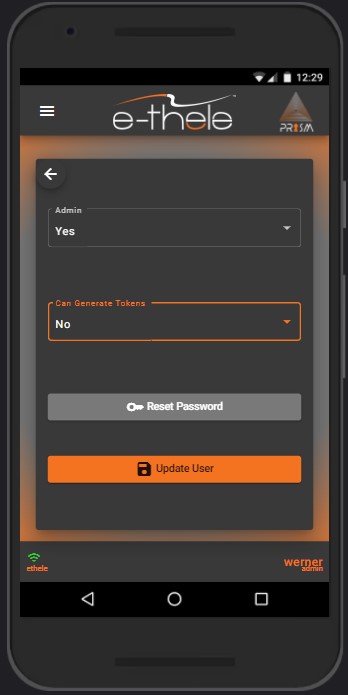 12:29
e-thele
PRISM
Admin
Yes
Can Generate Tokens
No
Reset Password
Update User
ethele
werner
admin